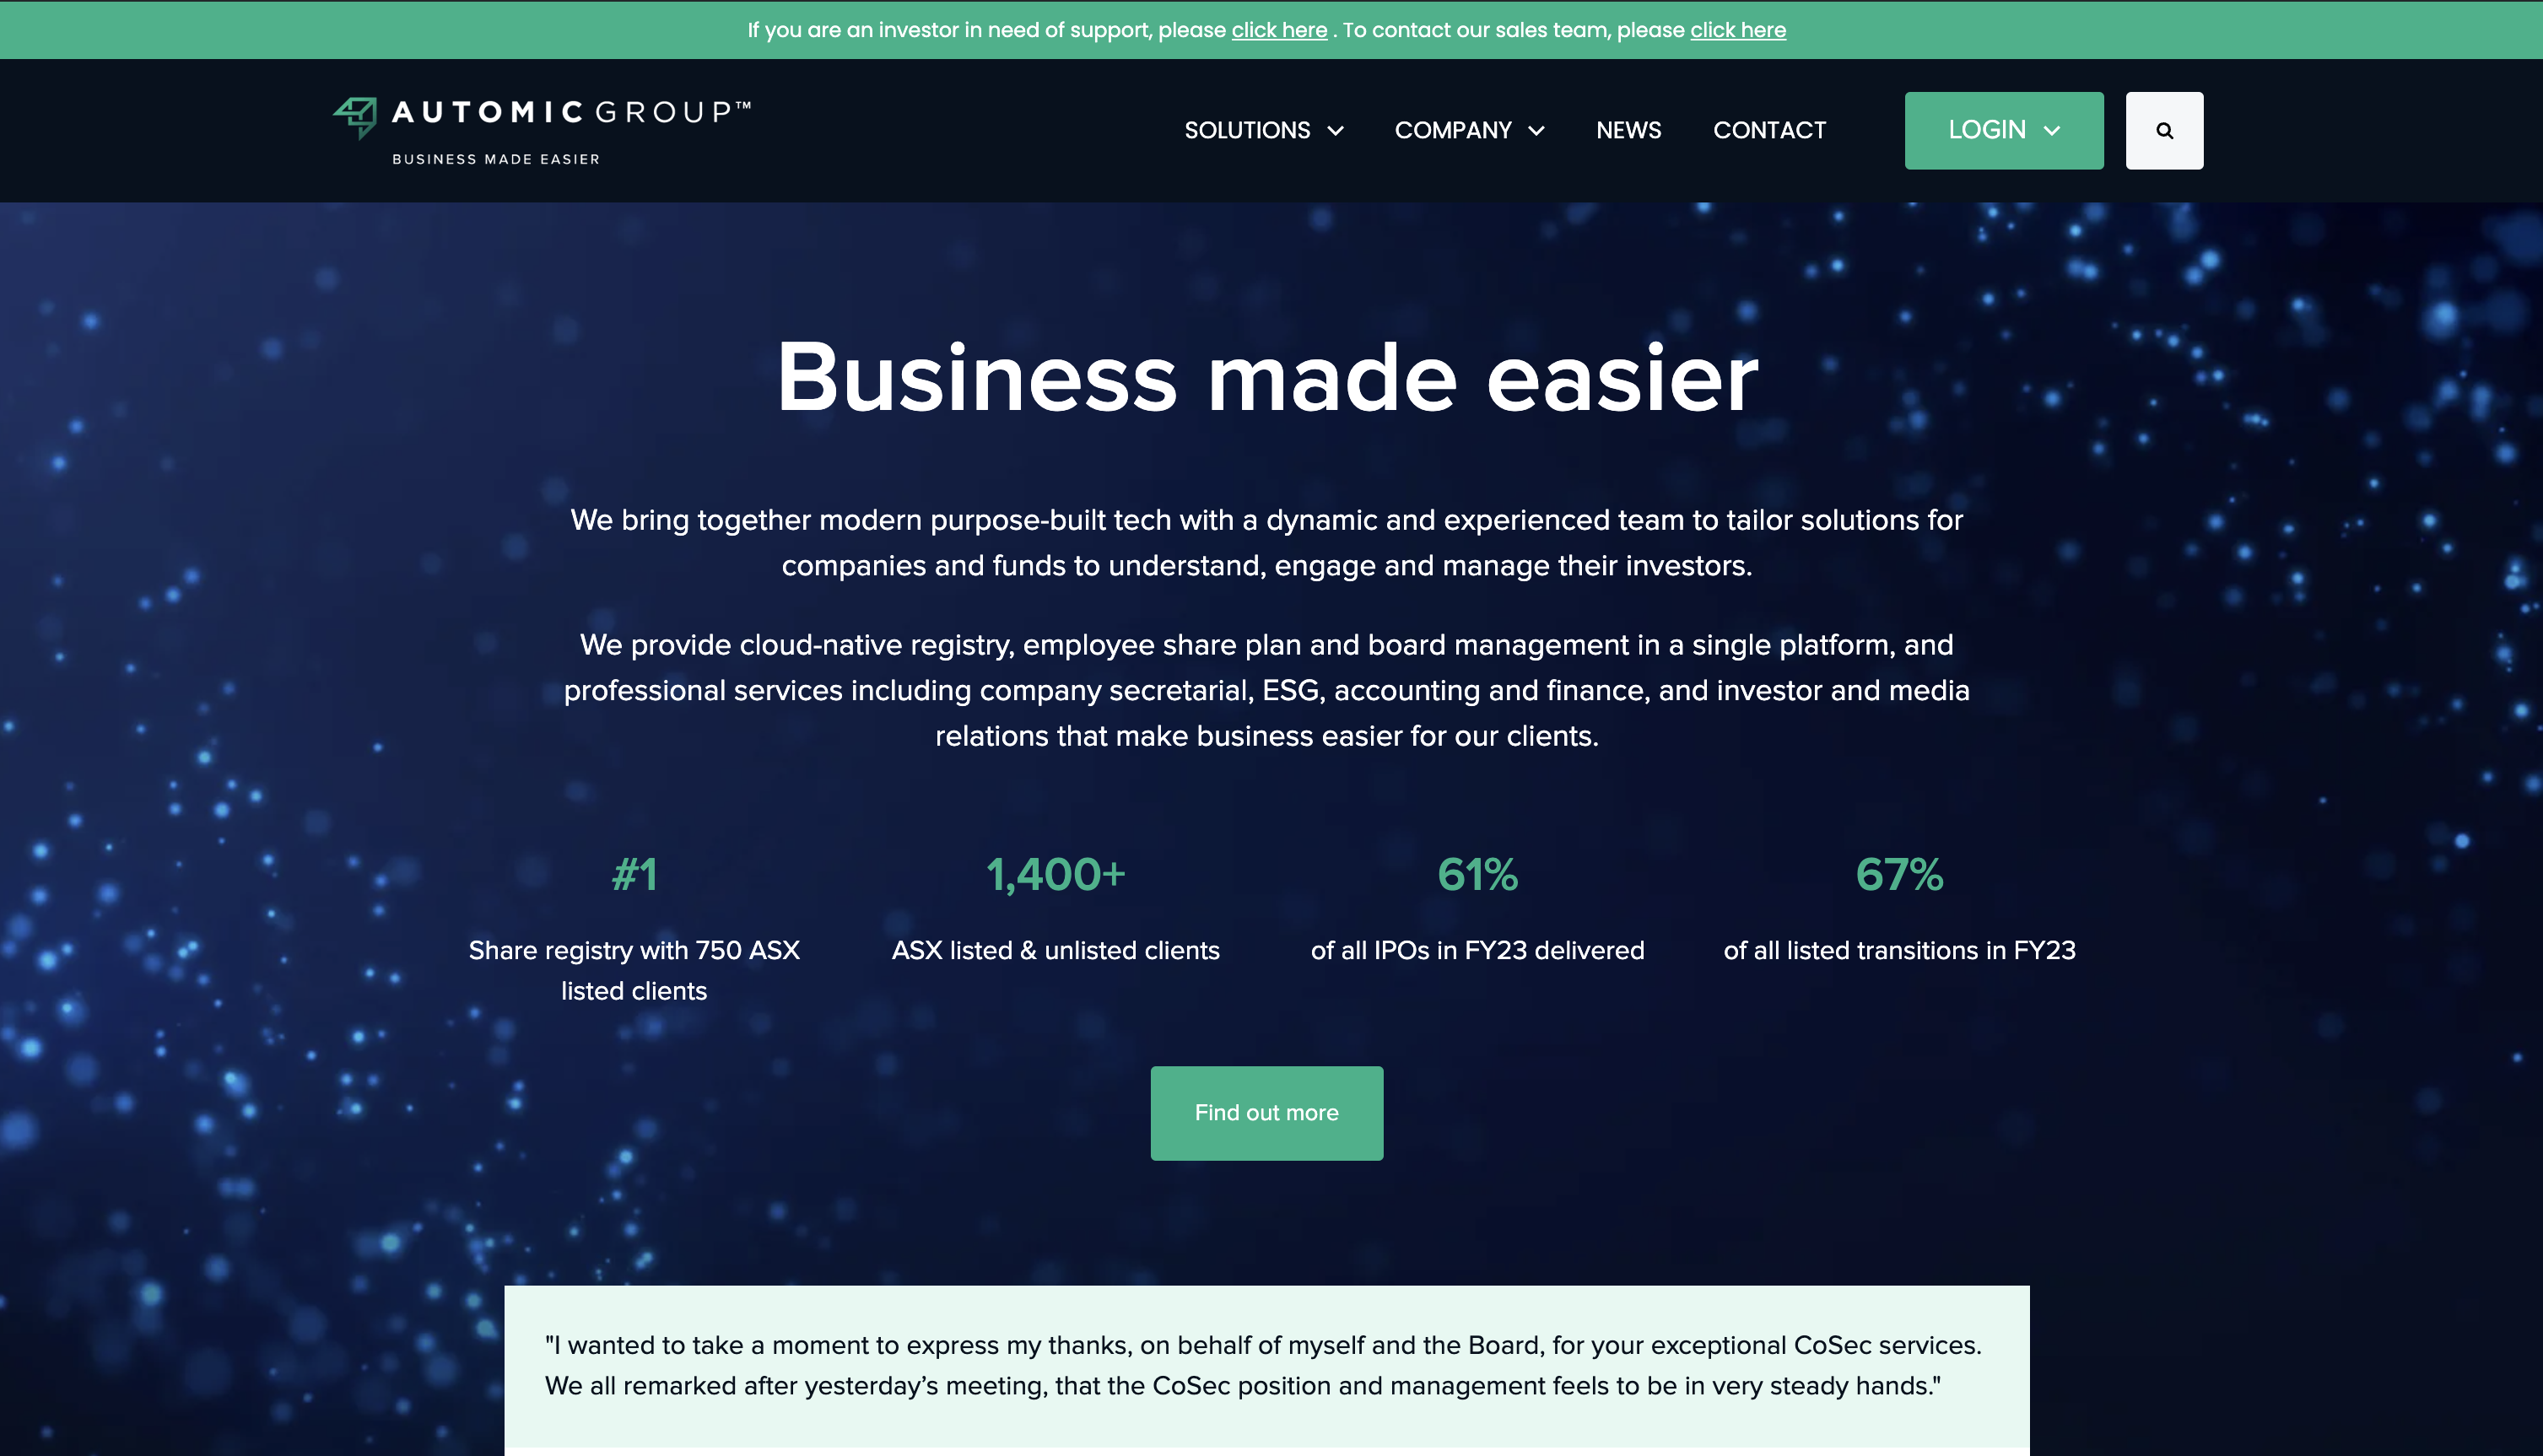 If you are an investor in need of support, please click here . To contact our sales team, please click here
AUTOMIC GROUP™
BUSINESS MADE EASIER
SOLUTIONS
COMPANY
NEWS
CONTACT
LOGIN
Business made easier
We bring together modern purpose-built tech with a dynamic and experienced team to tailor solutions for
companies and funds to understand, engage and manage their investors.
We provide cloud-native registry, employee share plan and board management in a single platform, and
professional services including company secretarial, ESG, accounting and finance, and investor and media
relations that make business easier for our clients.
#1
Share registry with 750 ASX
listed clients
1,400+
ASX listed & unlisted clients
61%
of all IPOs in FY23 delivered
67%
of all listed transitions in FY23
Find out more
"I wanted to take a moment to express my thanks, on behalf of myself and the Board, for your exceptional CoSec services.
We all remarked after yesterday’s meeting, that the CoSec position and management feels to be in very steady hands."